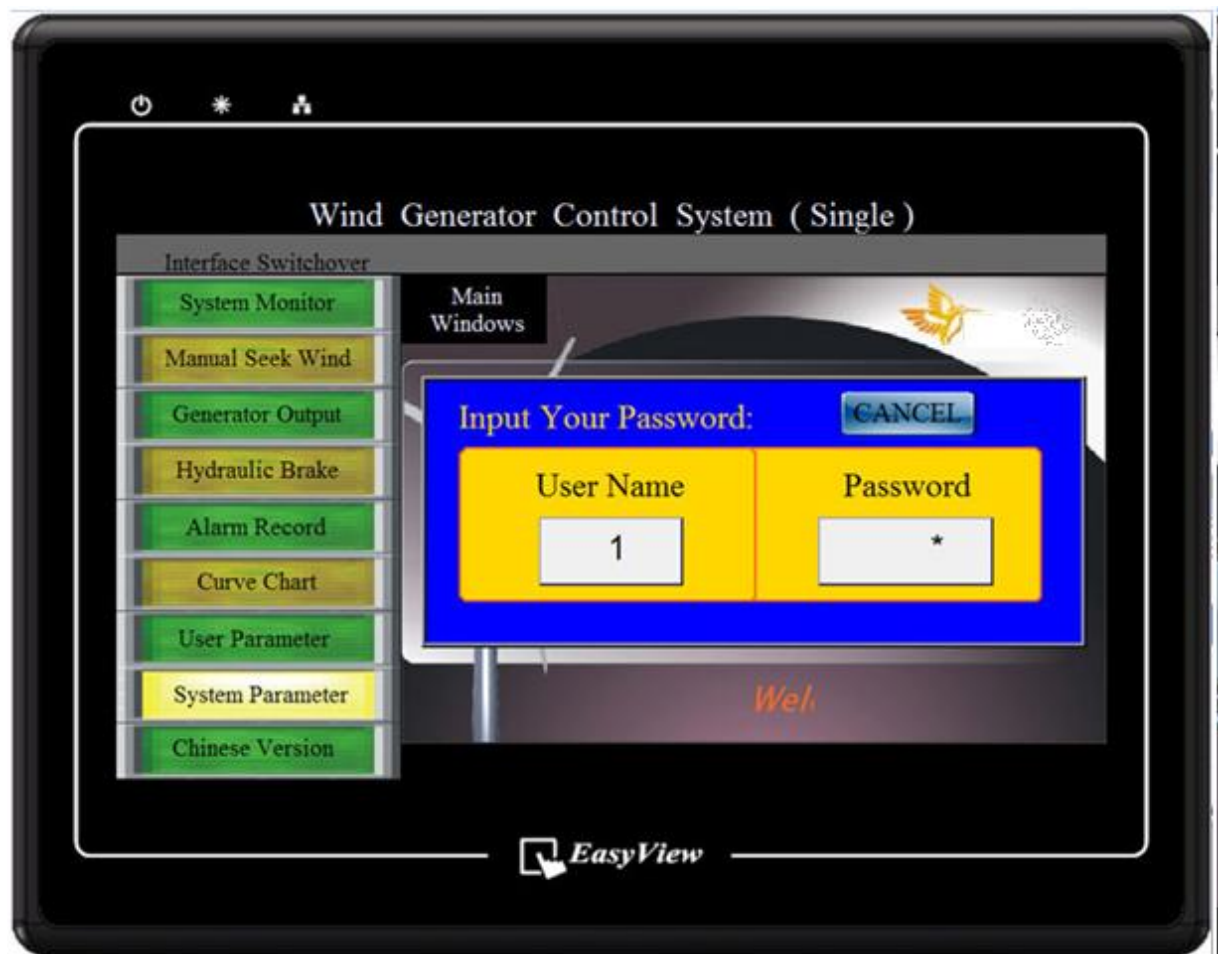 Wind Generator Control System ( Single )
Interface Switchover
System Monitor
Manual Seek Wind
Generator Output
Hydraulic Brake
Alarm Record
Curve Chart
User Parameter
System Parameter
Chinese Version
Main
Windows
Input Your Password:
CANCEL
User Name
Password
1
*
Wel
EasyView